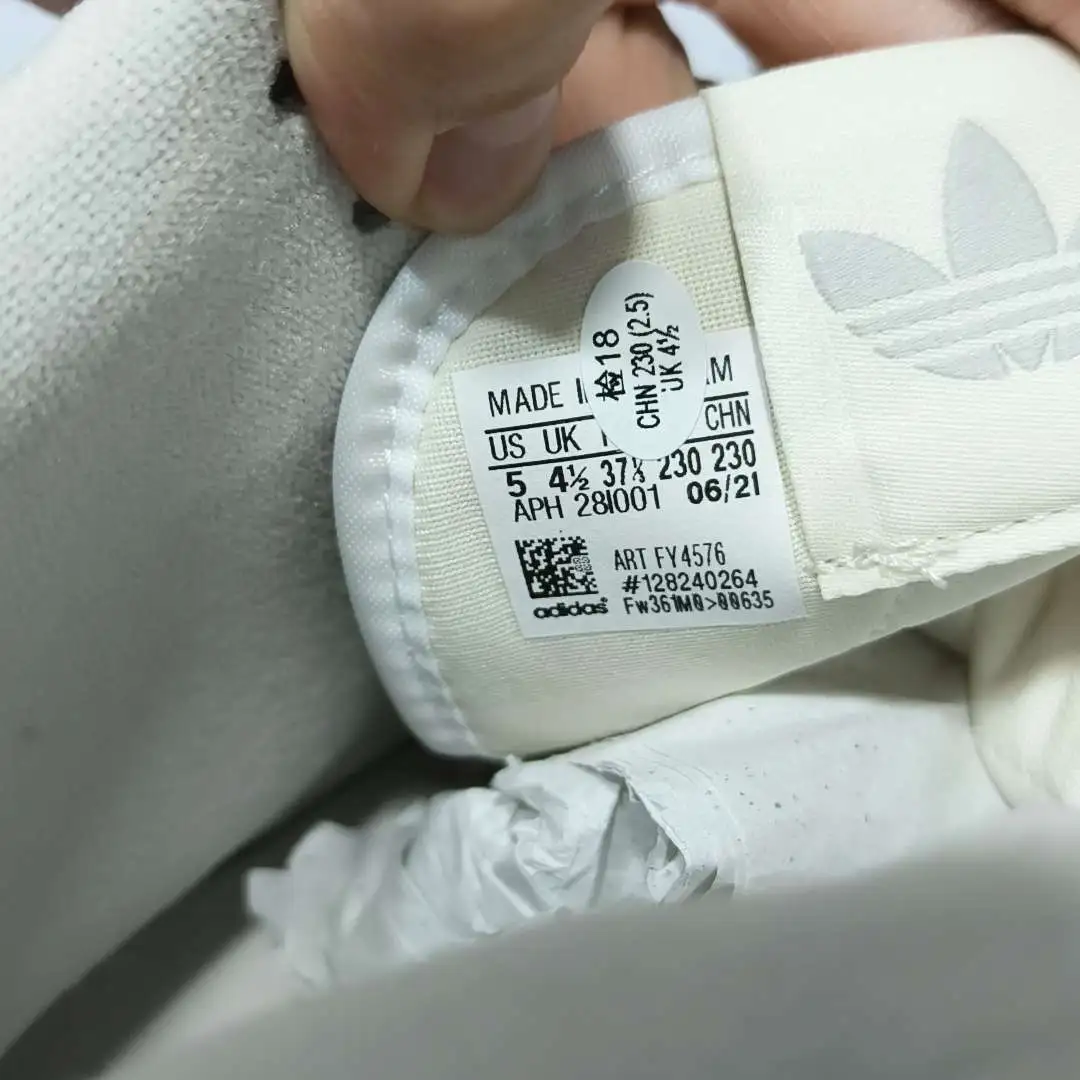 检18
CHN 230 (2.5)
UK 4½
MADE I
US UK CHN
5 4½ 37⅓ 230 230
APH 28I001 06/21
ART FY4576
#128240264
FW361M0>00635
adidas